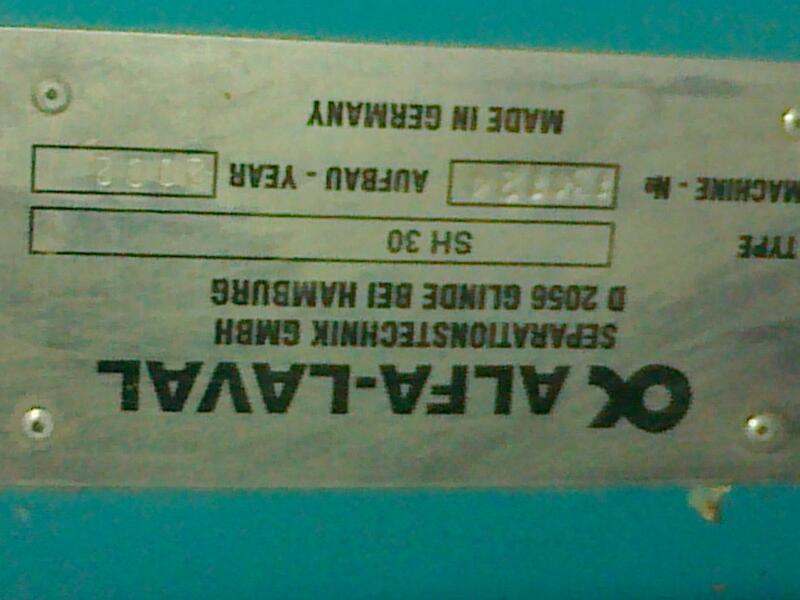 ALFA-LAVAL
SEPARATIONSTECHNIK GMBH
D 2056 GLINDE BEI HAMBURG
TYPE SH 30
MACHINE - № AUFBAU - YEAR
MADE IN GERMANY